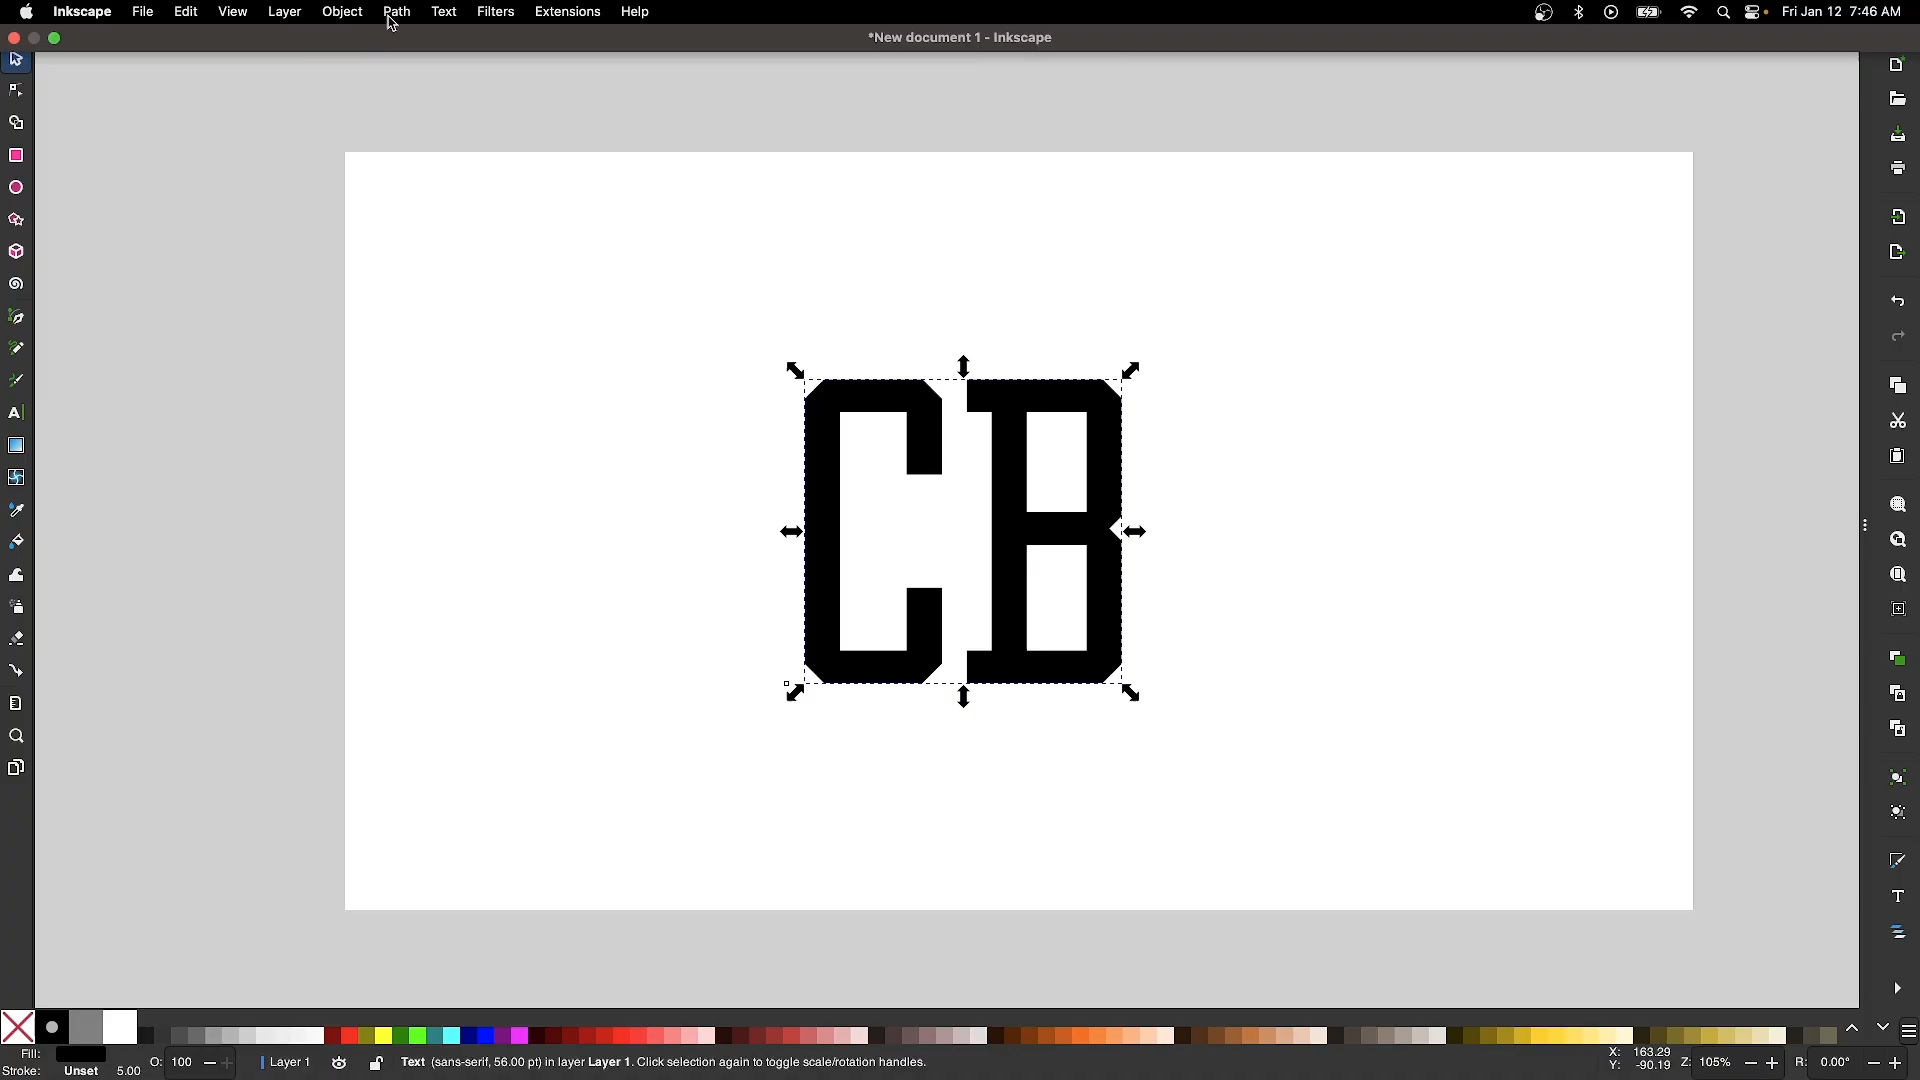 Inkscape File Edit View Layer Object Path Text Filters Extensions Help Fri Jan 12 7:46 AM
*New document 1 - Inkscape
CB
Fill:
Stroke: Unset 5.00
O: 100
Layer 1
Text (sans-serif, 56.00 pt) in layer Layer 1. Click selection again to toggle scale/rotation handles.
X: 163.29
Y: -90.19
Z: 105%
R: 0.00°